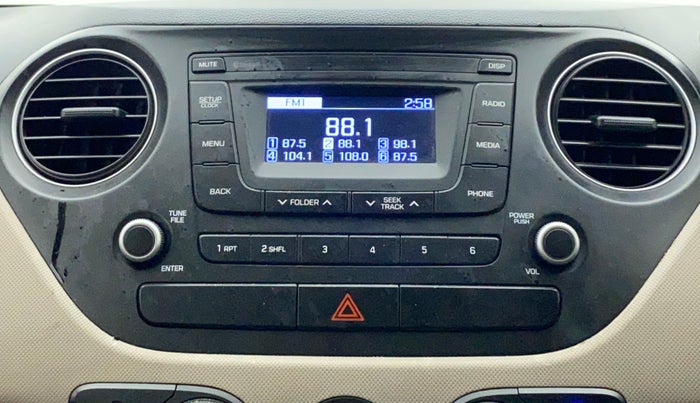 MUTE
DISP
SETUP
CLOCK
FM1 2:58
RADIO
88.1
MENU
1 87.5 2 88.1 3 98.1
MEDIA
4 104.1 5 108.0 6 87.5
BACK
FOLDER
SEEK
TRACK
PHONE
TUNE
FILE
POWER
PUSH
1 RPT 2 SHFL 3 4 5 6
ENTER
VOL